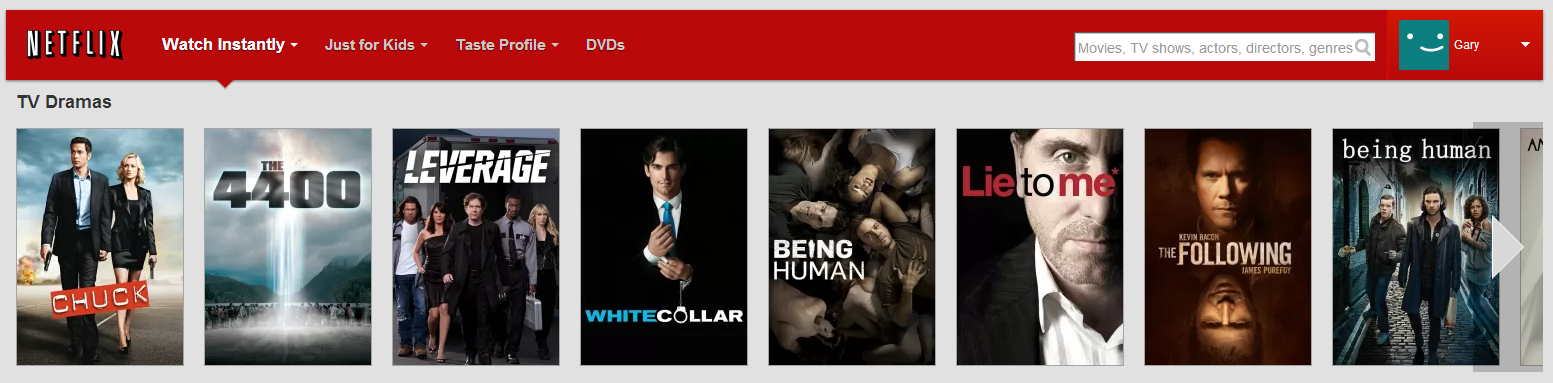 NETFLIX
Watch Instantly
Just for Kids
Taste Profile
DVDs
Movies, TV shows, actors, directors, genres
Gary
TV Dramas
CHUCK
THE
4400
LEVERAGE
WHITECOLLAR
BEING
HUMAN
Lie to me*
KEVIN BACON
THE FOLLOWING
JAMES PUREFOY
being human